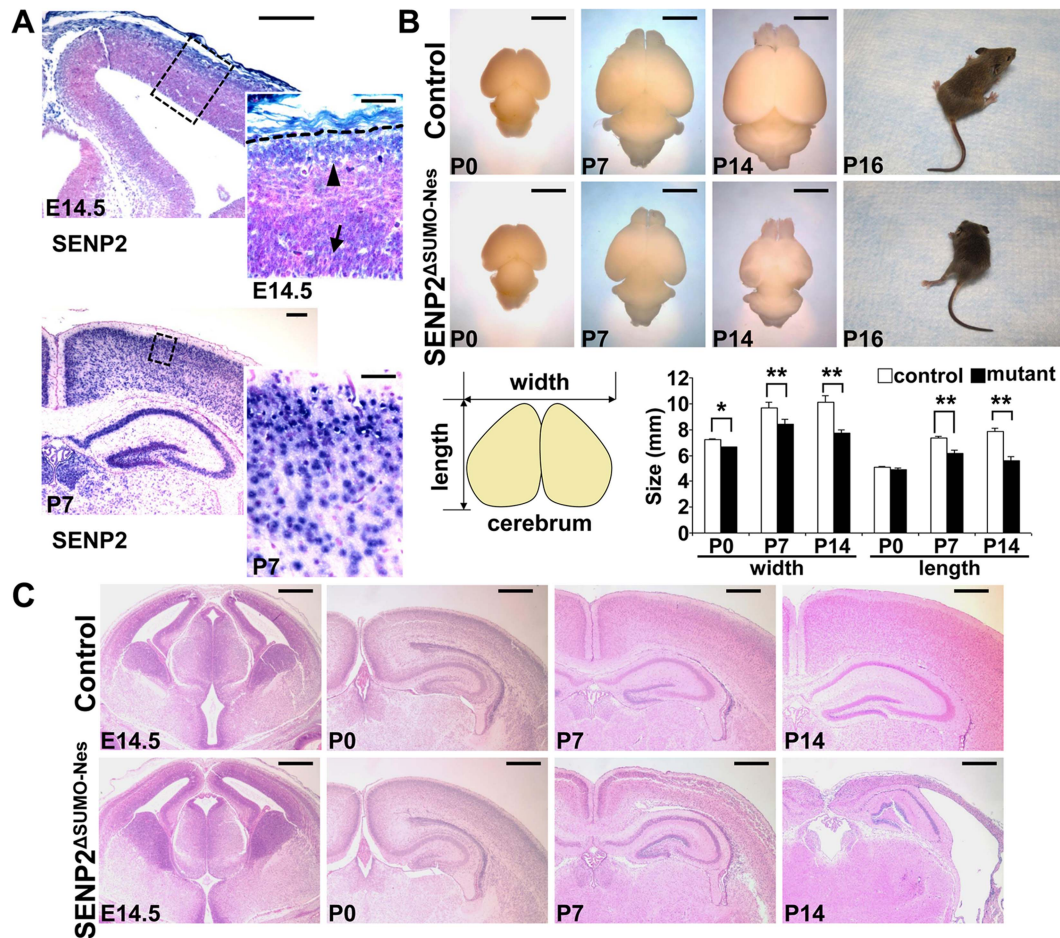 A
E14.5
SENP2
E14.5
P7
SENP2
P7
B
Control
P0
P7
P14
P16
SENP2ΔSUMO-Nes
P0
P7
P14
P16
width
length
cerebrum
control
mutant
Size (mm)
12
10
8
6
4
2
0
*
**
**
**
**
P0
P7
P14
P0
P7
P14
width
length
C
Control
E14.5
P0
P7
P14
SENP2ΔSUMO-Nes
E14.5
P0
P7
P14